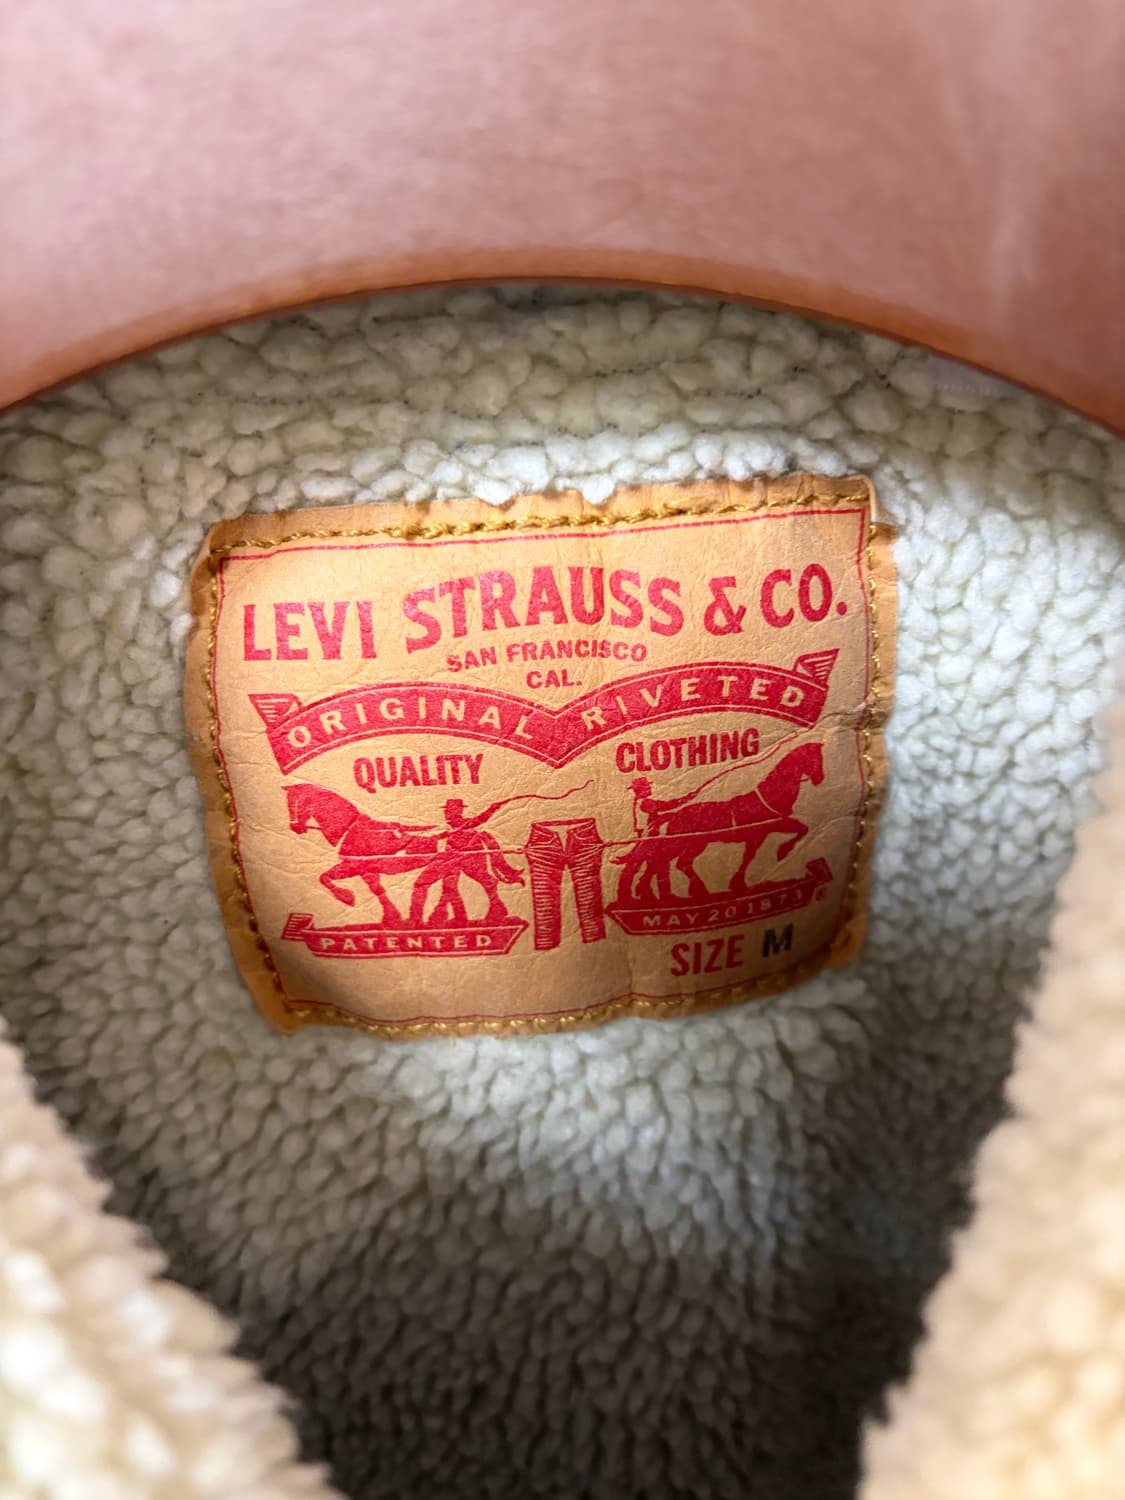 LEVI STRAUSS & CO.
SAN FRANCISCO
CAL.
ORIGINAL RIVETED
QUALITY CLOTHING
PATENTED
MAY 20 1873 ®
SIZE M